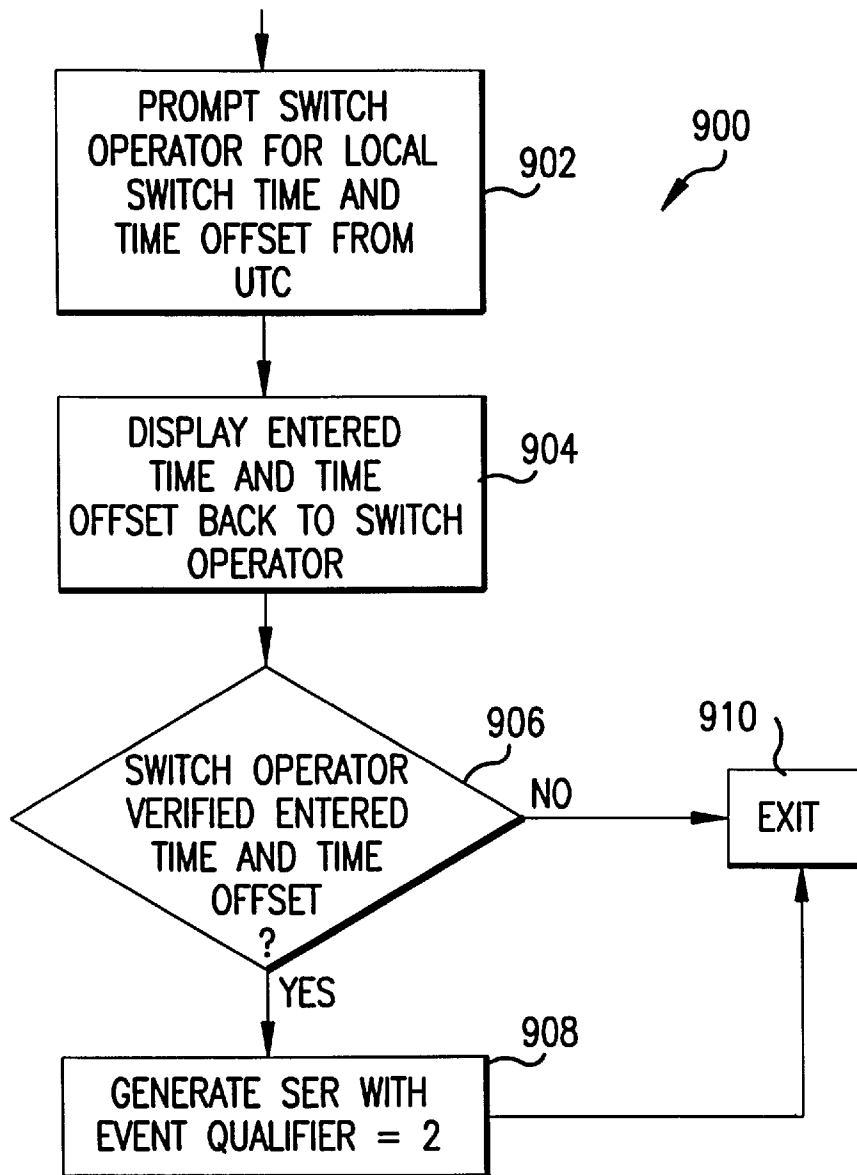 PROMPT SWITCH
OPERATOR FOR LOCAL
SWITCH TIME AND
TIME OFFSET FROM
UTC
902
900
DISPLAY ENTERED
TIME AND TIME
OFFSET BACK TO SWITCH
OPERATOR
904
SWITCH OPERATOR
VERIFIED ENTERED
TIME AND TIME
OFFSET
?
906
NO
910
EXIT
YES
908
GENERATE SER WITH
EVENT QUALIFIER = 2